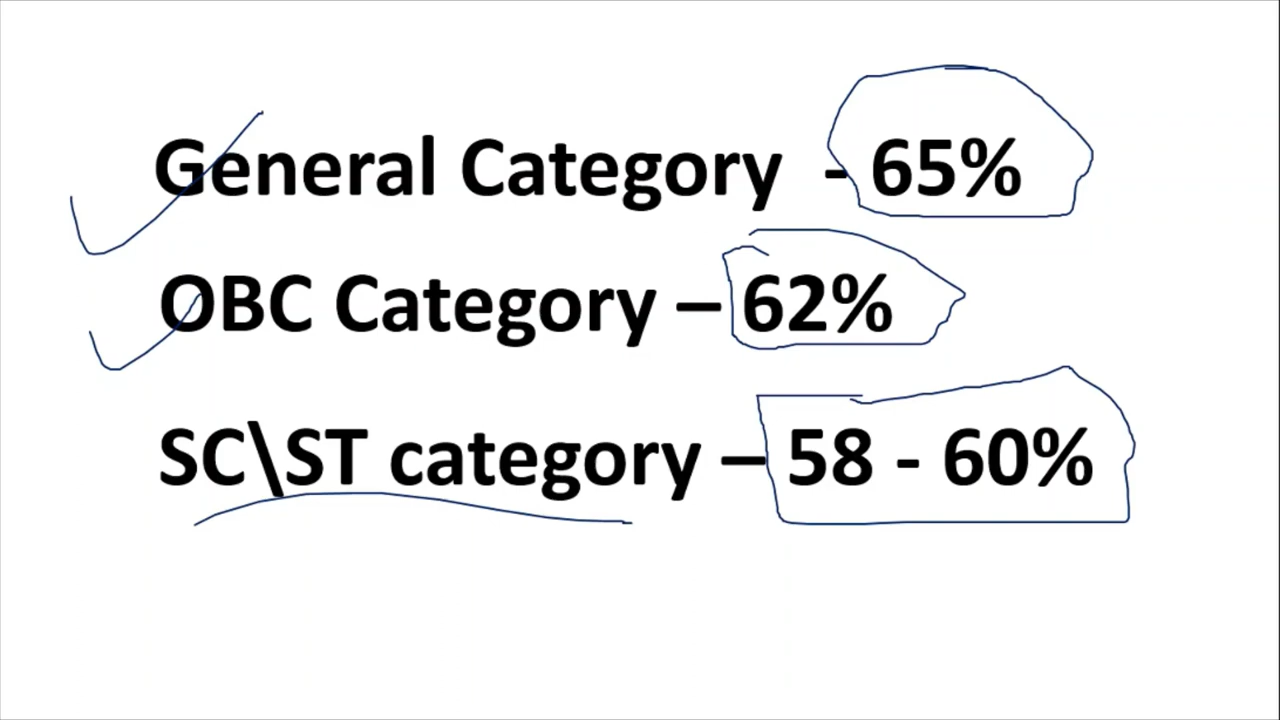 General Category - 65%
OBC Category – 62%
SC\ST category – 58 - 60%